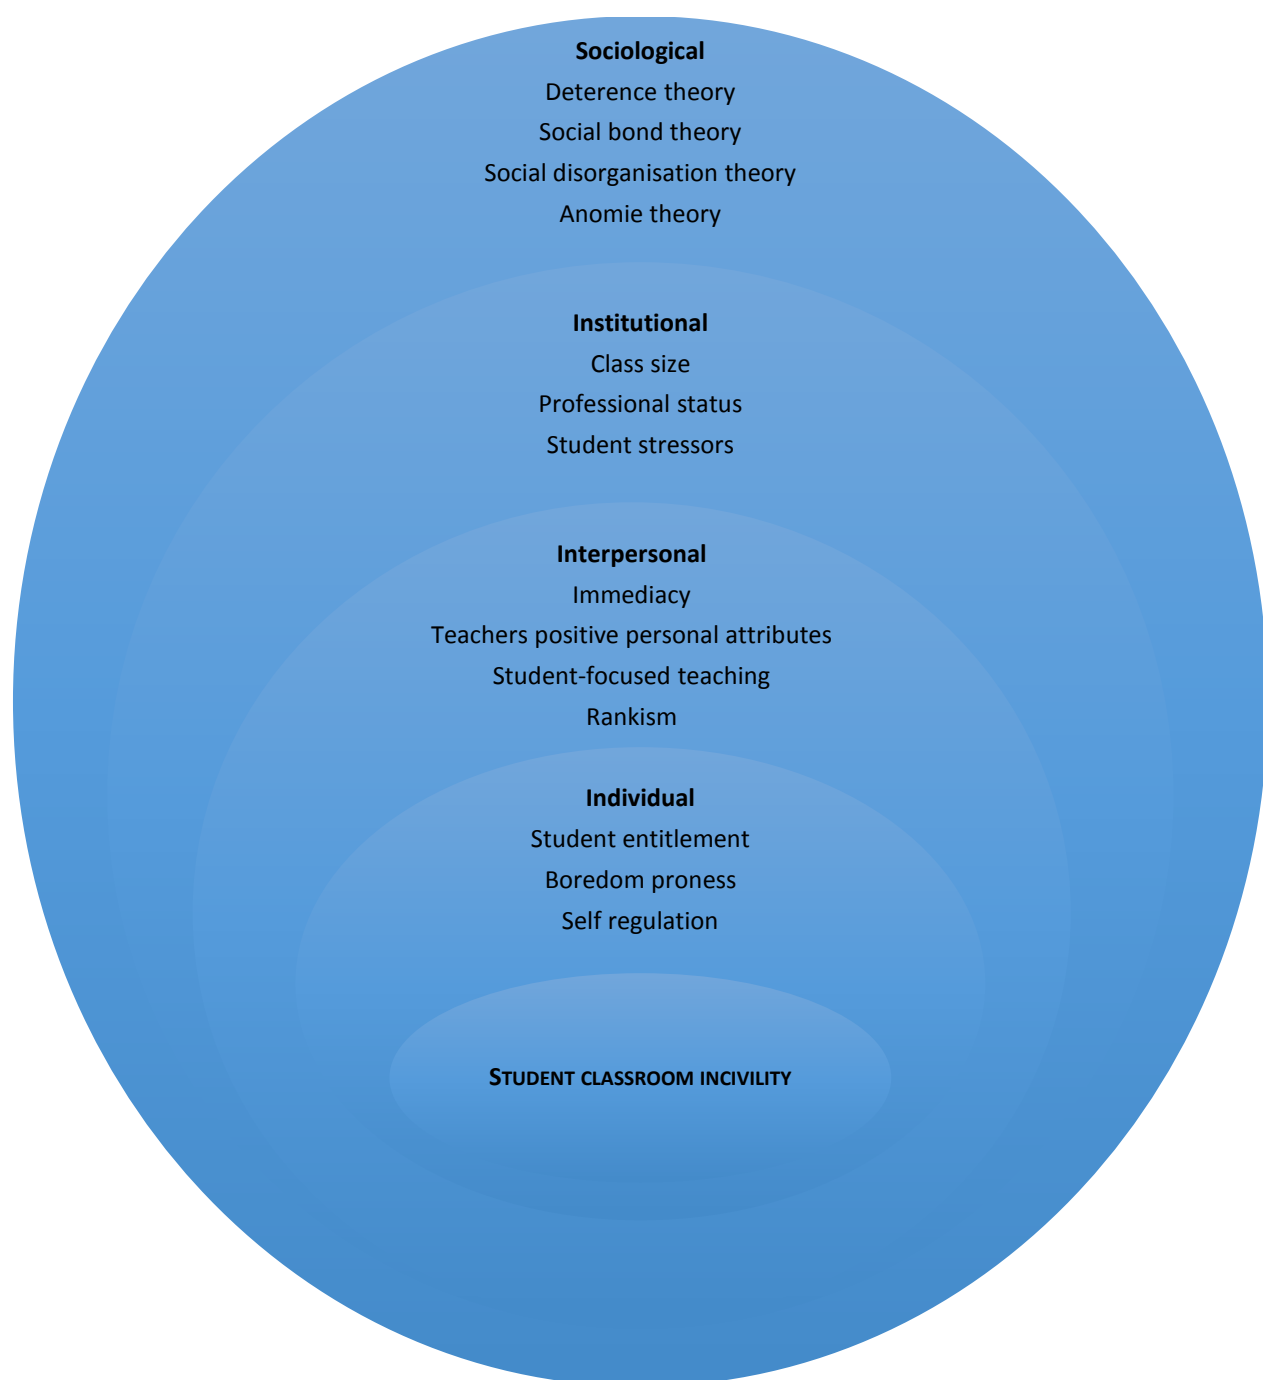 Sociological
Deterence theory
Social bond theory
Social disorganisation theory
Anomie theory
Institutional
Class size
Professional status
Student stressors
Interpersonal
Immediacy
Teachers positive personal attributes
Student-focused teaching
Rankism
Individual
Student entitlement
Boredom proness
Self regulation
STUDENT CLASSROOM INCIVILITY